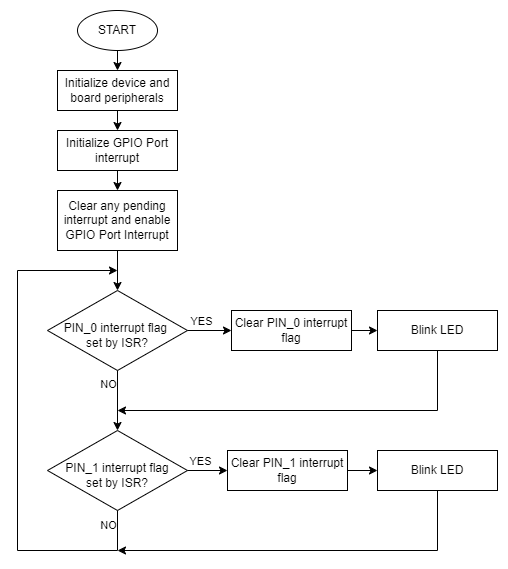 START
Initialize device and
board peripherals
Initialize GPIO Port
interrupt
Clear any pending
interrupt and enable
GPIO Port Interrupt
PIN_0 interrupt flag
set by ISR?
YES
Clear PIN_0 interrupt
flag
Blink LED
NO
PIN_1 interrupt flag
set by ISR?
YES
Clear PIN_1 interrupt
flag
Blink LED
NO